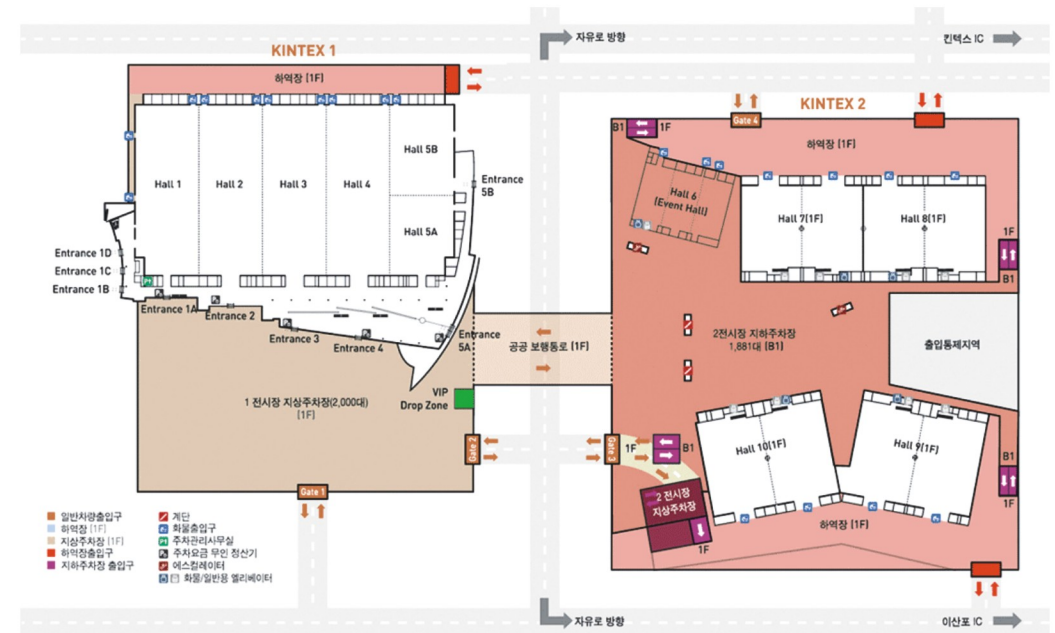 자유로 방향
킨텍스 IC
KINTEX 1
하역장 (1F)
KINTEX 2
Gate 4
B1
1F
하역장 (1F)
Hall 1
Hall 2
Hall 3
Hall 4
Hall 5B
Hall 5A
Entrance
5B
Hall 6
(Event Hall)
Hall 7(1F)
Hall 8(1F)
1F
B1
Entrance 1D
Entrance 1C
Entrance 1B
Entrance 1A
Entrance 2
Entrance 3
Entrance 4
Entrance
5A
공공 보행통로 (1F)
2전시장 지하주차장
1,881대 (B1)
출입통제지역
VIP
Drop Zone
1 전시장 지상주차장(2,000대)
(1F)
Gate 2
Gate 3
1F
B1
Hall 10(1F)
Hall 9(1F)
B1
1F
Gate 1
2 전시장
지상주차장
1F
하역장 (1F)
일반차량출입구
하역장 (1F)
지상주차장 (1F)
하역장출입구
지하주차장 출입구
계단
화물출입구
주차관리사무실
주차요금 무인 정산기
에스컬레이터
화물/일반용 엘리베이터
자유로 방향
이산포 IC